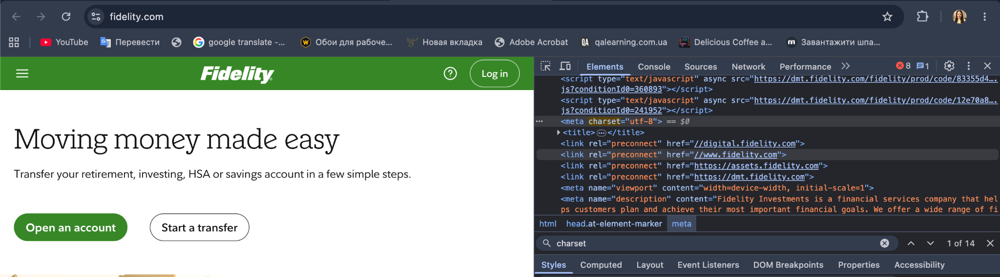 fidelity.com
YouTube
Перевести
google translate -...
Обои для рабоче...
Новая вкладка
Adobe Acrobat
QA
qalearning.com.ua
Delicious Coffee a...
m
Завантажити шпа...
Fidelity
Log in
Moving money made easy
Transfer your retirement, investing, HSA or savings account in a few simple steps.
Open an account
Start a transfer
Elements
Console
Sources
Network
Performance
8
1
<script type="text/javascript" async src="https://dmt.fidelity.com/fidelity/prod/code/83355d4….
js?conditionId0=360893"></script>
<script type="text/javascript" async src="https://dmt.fidelity.com/fidelity/prod/code/12e70a8….
js?conditionId0=241952"></script>
<meta charset="utf-8"> == $0
<title>…</title>
<link rel="preconnect" href="//digital.fidelity.com">
<link rel="preconnect" href="//www.fidelity.com">
<link rel="preconnect" href="https://assets.fidelity.com">
<link rel="preconnect" href="https://dmt.fidelity.com">
<meta name="viewport" content="width=device-width, initial-scale=1">
<meta name="description" content="Fidelity Investments is a financial services company that hel
ps customers plan and achieve their most important financial goals. We offer a wide range of fi
html
head.at-element-marker
meta
charset
1 of 14
Styles
Computed
Layout
Event Listeners
DOM Breakpoints
Properties
Accessibility